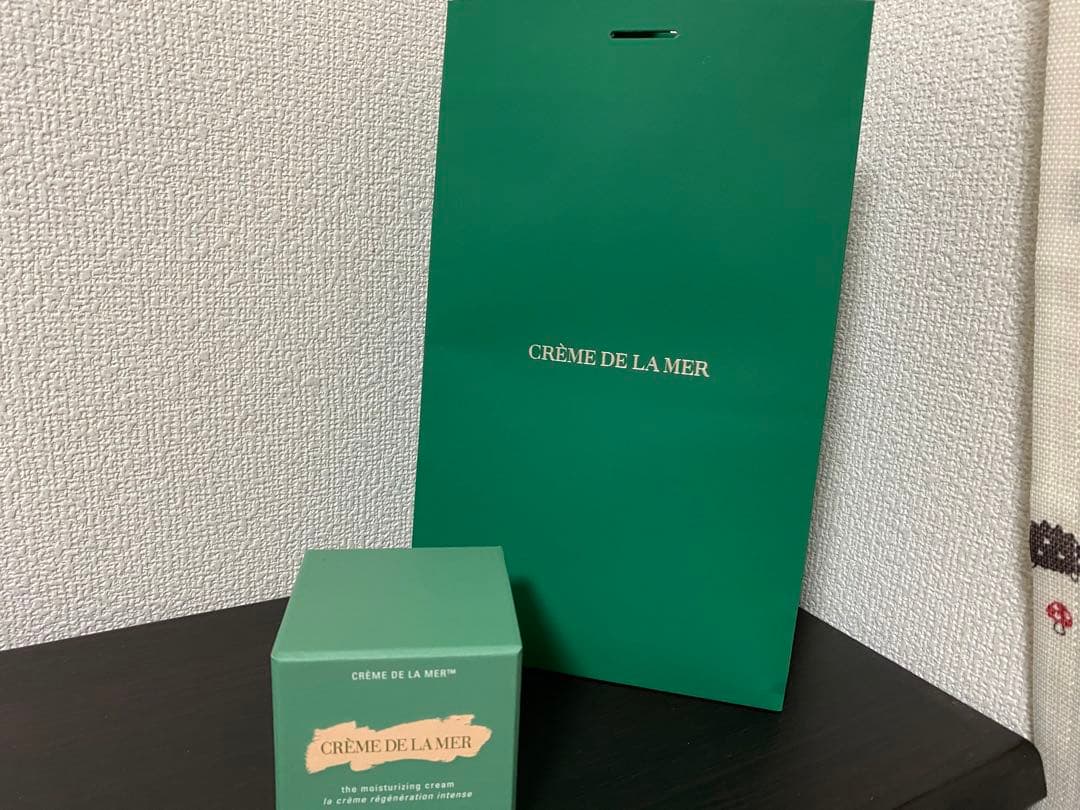 CRÈME DE LA MER
CRÈME DE LA MER™
CRÈME DE LA MER
the moisturizing cream
la crème régénération intense